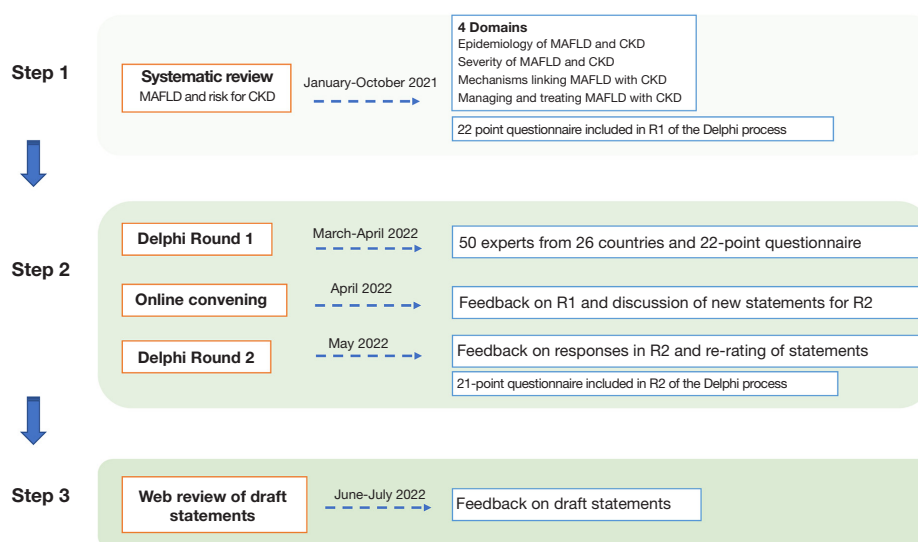 Step 1
Systematic review
MAFLD and risk for CKD
January-October 2021
4 Domains
Epidemiology of MAFLD and CKD
Severity of MAFLD and CKD
Mechanisms linking MAFLD with CKD
Managing and treating MAFLD with CKD
22 point questionnaire included in R1 of the Delphi process
Step 2
Delphi Round 1
March-April 2022
50 experts from 26 countries and 22-point questionnaire
Online convening
April 2022
Feedback on R1 and discussion of new statements for R2
Delphi Round 2
May 2022
Feedback on responses in R2 and re-rating of statements
21-point questionnaire included in R2 of the Delphi process
Step 3
Web review of draft
statements
June-July 2022
Feedback on draft statements